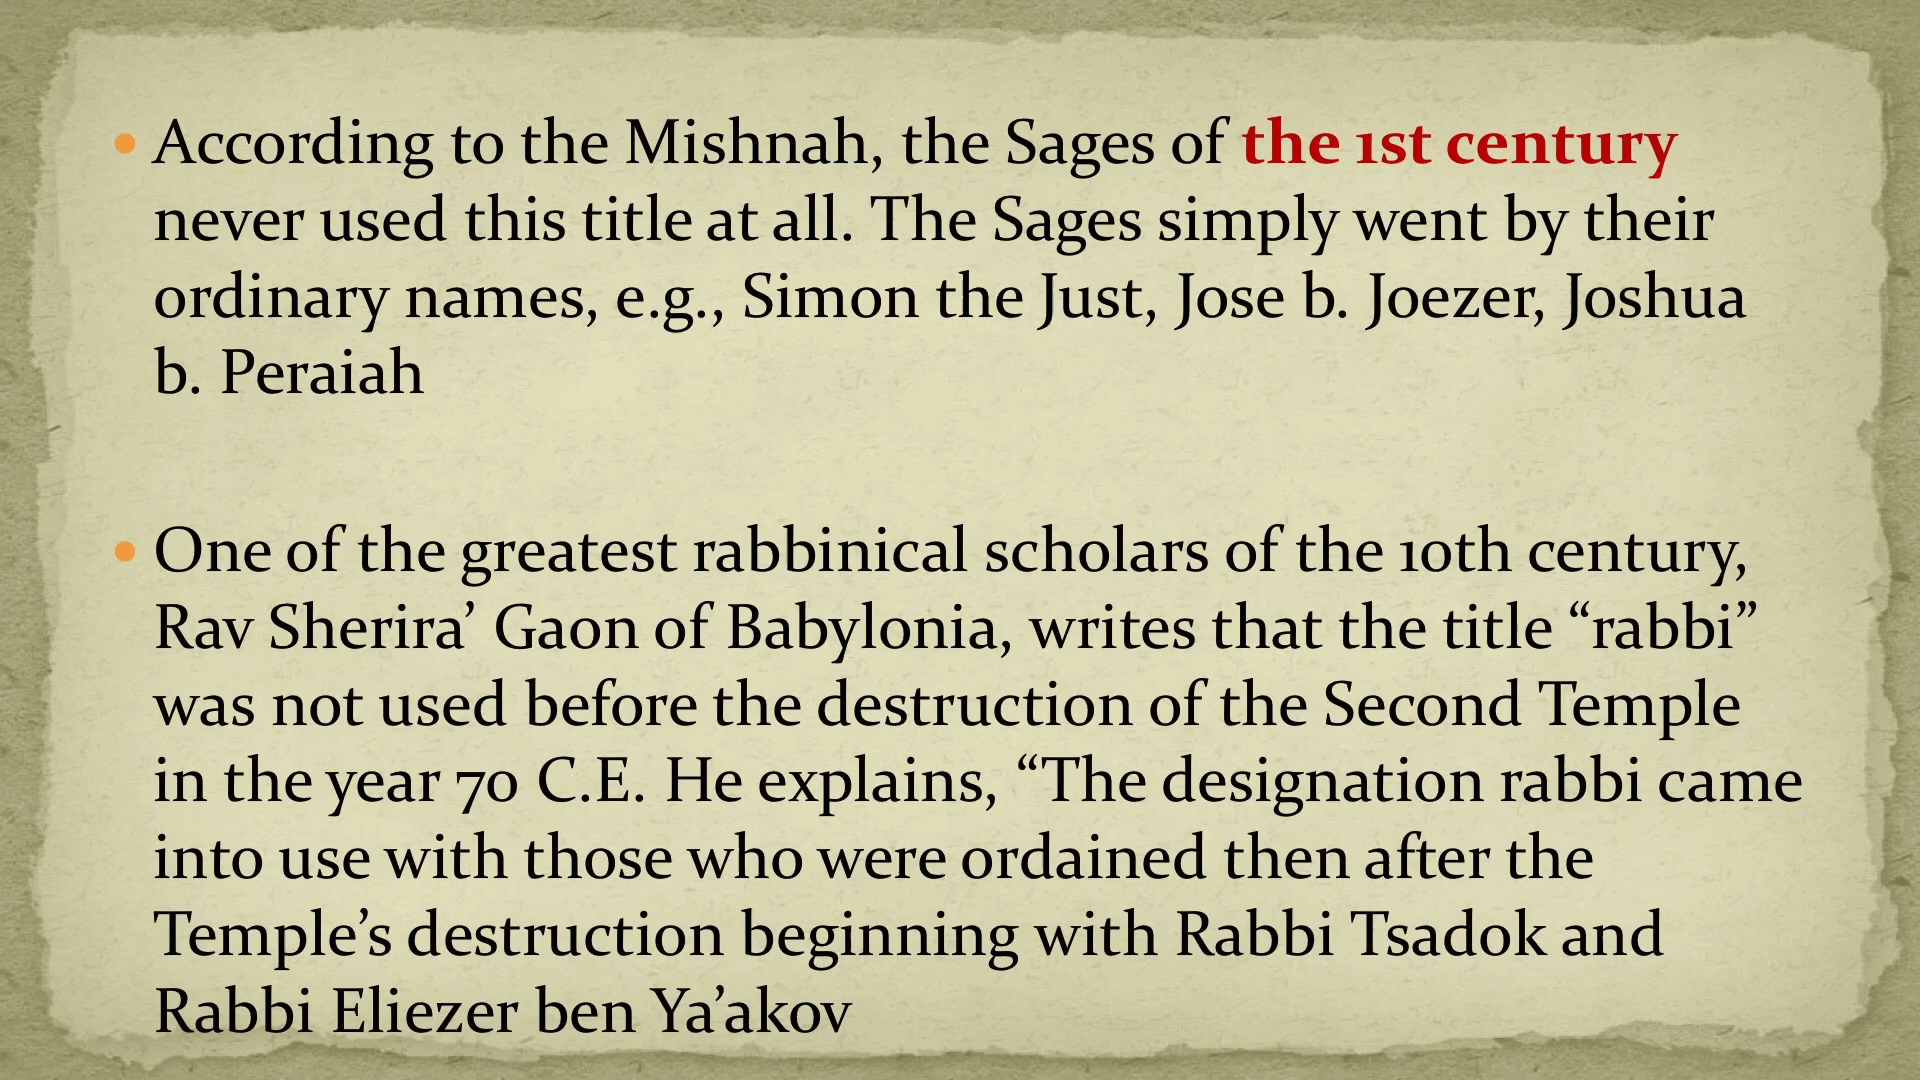 • According to the Mishnah, the Sages of the 1st century
never used this title at all. The Sages simply went by their
ordinary names, e.g., Simon the Just, Jose b. Joezer, Joshua
b. Peraiah
• One of the greatest rabbinical scholars of the 10th century,
Rav Sherira’ Gaon of Babylonia, writes that the title “rabbi”
was not used before the destruction of the Second Temple
in the year 70 C.E. He explains, “The designation rabbi came
into use with those who were ordained then after the
Temple’s destruction beginning with Rabbi Tsadok and
Rabbi Eliezer ben Ya’akov